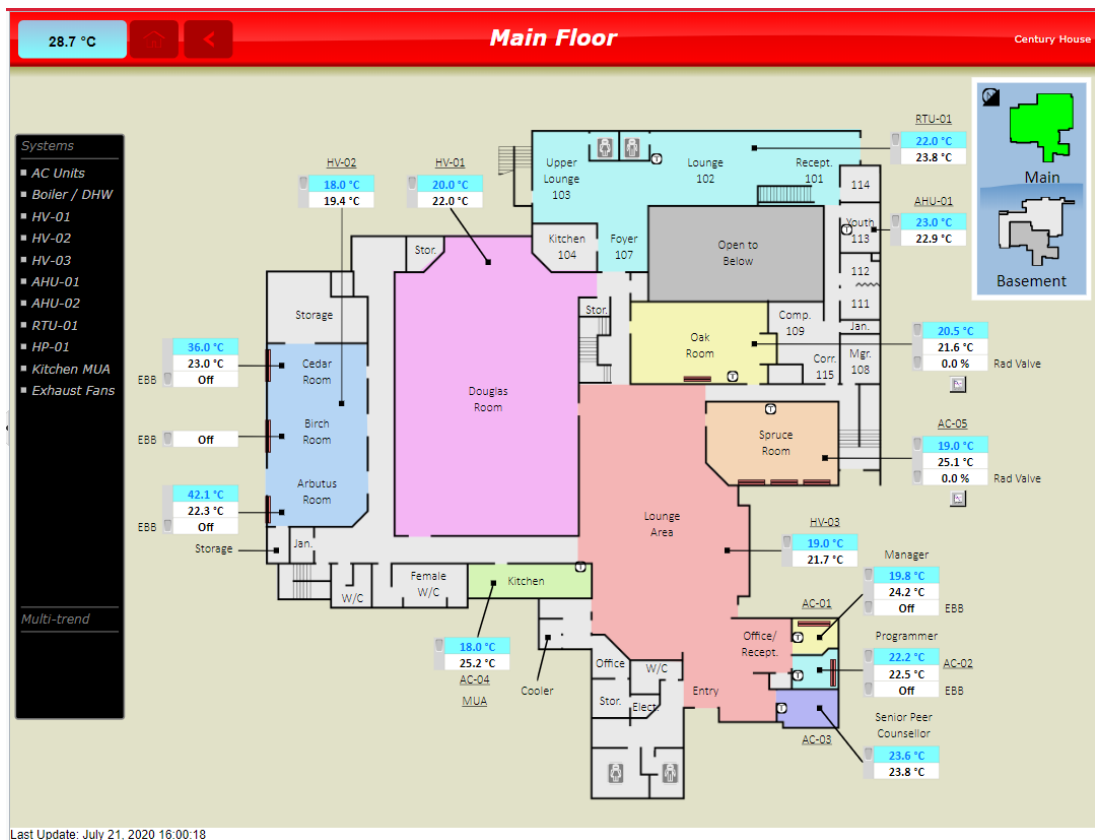 28.7 °C
Main Floor
Century House
Systems
AC Units
Boiler / DHW
HV-01
HV-02
HV-03
AHU-01
AHU-02
RTU-01
HP-01
Kitchen MUA
Exhaust Fans
Multi-trend
Main
Basement
HV-02
18.0 °C
19.4 °C
HV-01
20.0 °C
22.0 °C
RTU-01
22.0 °C
23.8 °C
AHU-01
23.0 °C
22.9 °C
20.5 °C
21.6 °C
0.0 % Rad Valve
AC-05
19.0 °C
25.1 °C
0.0 % Rad Valve
HV-03
19.0 °C
21.7 °C
Manager
19.8 °C
24.2 °C
Off EBB
AC-01
Programmer
22.2 °C
22.5 °C
Off EBB
AC-02
Senior Peer
Counsellor
23.6 °C
23.8 °C
AC-03
36.0 °C
23.0 °C
EBB Off
EBB Off
42.1 °C
22.3 °C
EBB Off
Storage
18.0 °C
25.2 °C
AC-04
MUA
Cooler
Upper
Lounge
103
Lounge
102
Recept.
101
114
Youth
113
112
111
Jan.
Mgr.
108
Kitchen
104
Foyer
107
Open to
Below
Stor.
Stor.
Comp.
109
Corr.
115
Oak
Room
Storage
Cedar
Room
Birch
Room
Arbutus
Room
Jan.
Douglas
Room
Spruce
Room
Lounge
Area
W/C
Female
W/C
Kitchen
Office/
Recept.
Office
W/C
Stor.
Elect.
Entry
T
T
T
T
T
T
T
T
Last Update: July 21, 2020 16:00:18